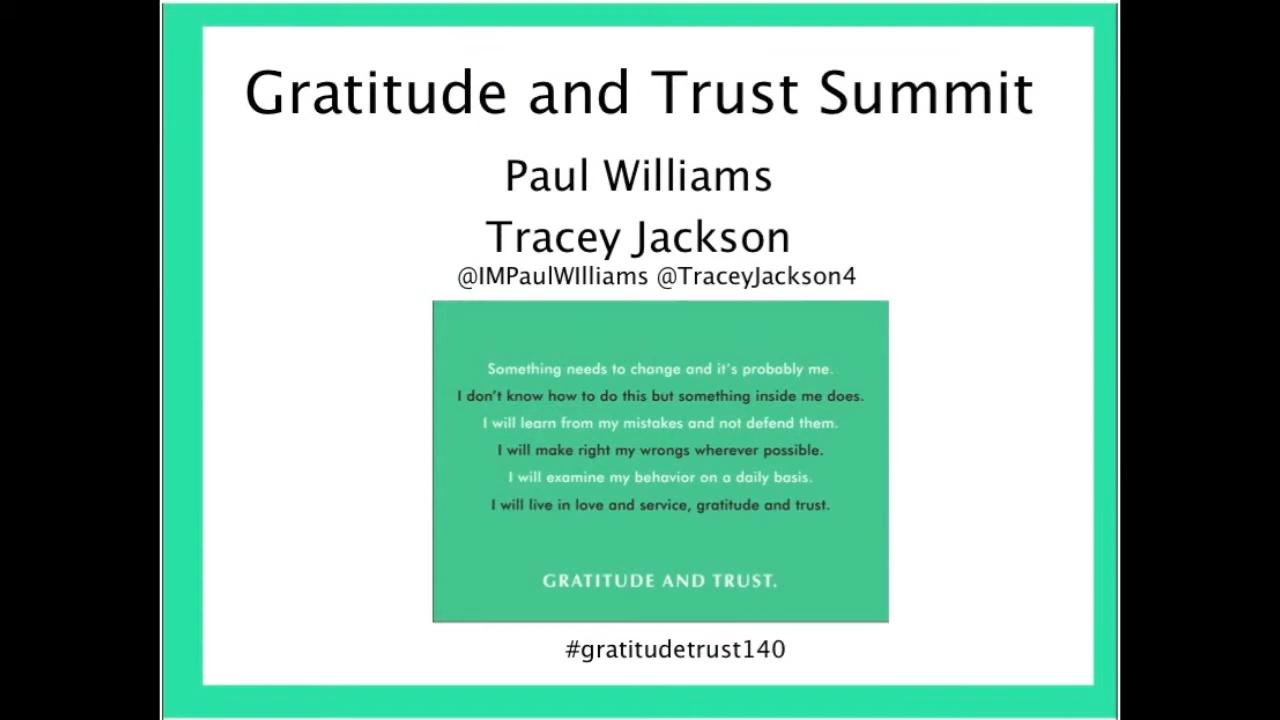 Gratitude and Trust Summit
Paul Williams
Tracey Jackson
@IMPaulWIlliams @TraceyJackson4
Something needs to change and it's probably me.
I don't know how to do this but something inside me does.
I will learn from my mistakes and not defend them.
I will make right my wrongs wherever possible.
I will examine my behavior on a daily basis.
I will live in love and service, gratitude and trust.
GRATITUDE AND TRUST.
#gratitudetrust140